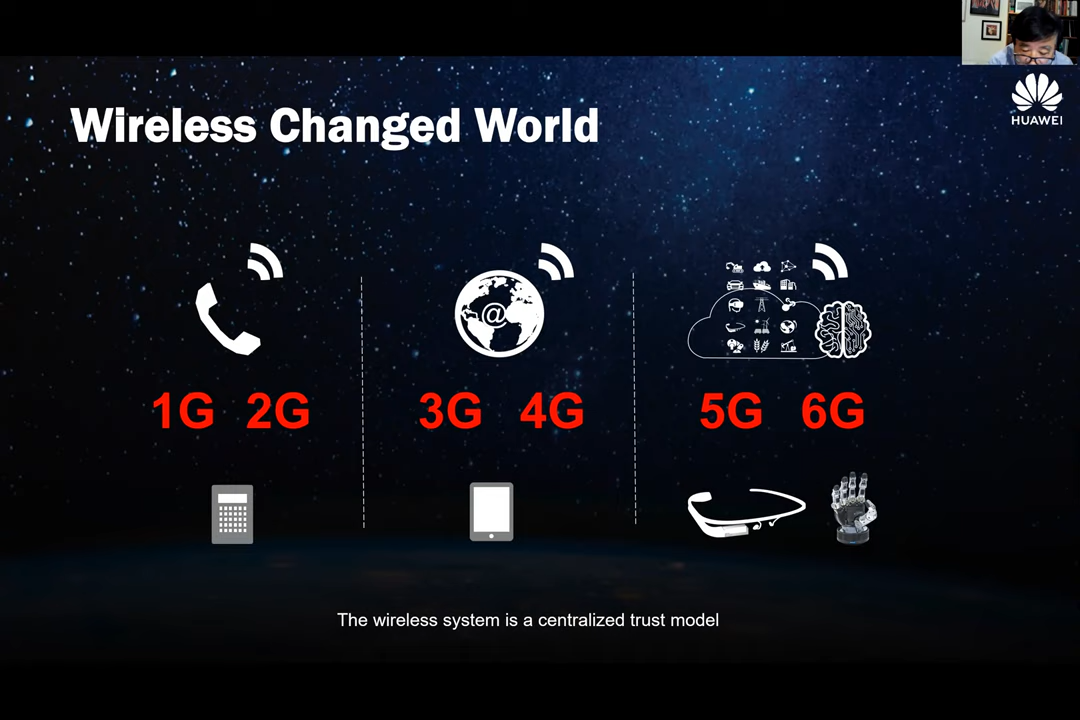 HUAWEI
Wireless Changed World
@
1G 2G
3G 4G
5G 6G
The wireless system is a centralized trust model